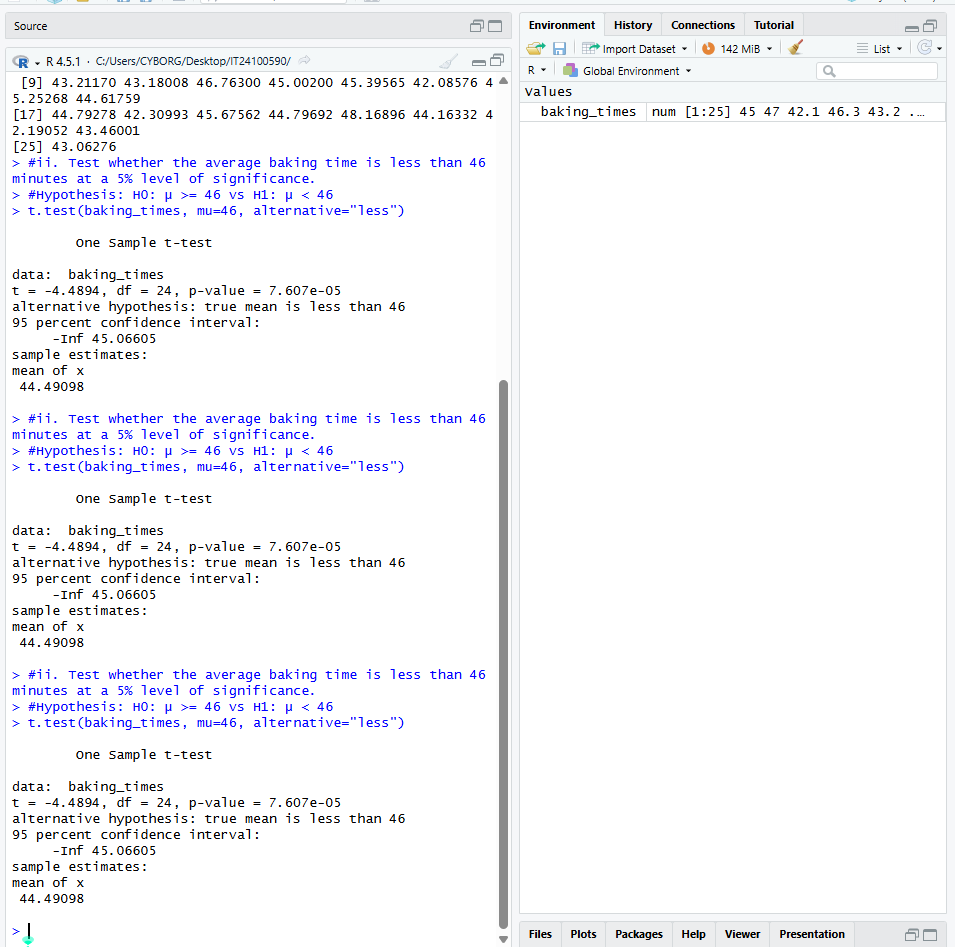 Source
R 4.5.1 · C:/Users/CYBORG/Desktop/IT24100590/
[9] 43.21170 43.18008 46.76300 45.00200 45.39565 42.08576 4
5.25268 44.61759
[17] 44.79278 42.30993 45.67562 44.79692 48.16896 44.16332 4
2.19052 43.46001
[25] 43.06276
> #ii. Test whether the average baking time is less than 46
minutes at a 5% level of significance.
> #Hypothesis: H0: μ >= 46 vs H1: μ < 46
> t.test(baking_times, mu=46, alternative="less")
One Sample t-test
data:  baking_times
t = -4.4894, df = 24, p-value = 7.607e-05
alternative hypothesis: true mean is less than 46
95 percent confidence interval:
-Inf 45.06605
sample estimates:
mean of x
44.49098
> #ii. Test whether the average baking time is less than 46
minutes at a 5% level of significance.
> #Hypothesis: H0: μ >= 46 vs H1: μ < 46
> t.test(baking_times, mu=46, alternative="less")
One Sample t-test
data:  baking_times
t = -4.4894, df = 24, p-value = 7.607e-05
alternative hypothesis: true mean is less than 46
95 percent confidence interval:
-Inf 45.06605
sample estimates:
mean of x
44.49098
> #ii. Test whether the average baking time is less than 46
minutes at a 5% level of significance.
> #Hypothesis: H0: μ >= 46 vs H1: μ < 46
> t.test(baking_times, mu=46, alternative="less")
One Sample t-test
data:  baking_times
t = -4.4894, df = 24, p-value = 7.607e-05
alternative hypothesis: true mean is less than 46
95 percent confidence interval:
-Inf 45.06605
sample estimates:
mean of x
44.49098
>
Environment History Connections Tutorial
Import Dataset 142 MiB List
R Global Environment
Values
baking_times num [1:25] 45 47 42.1 46.3 43.2 ...
Files Plots Packages Help Viewer Presentation